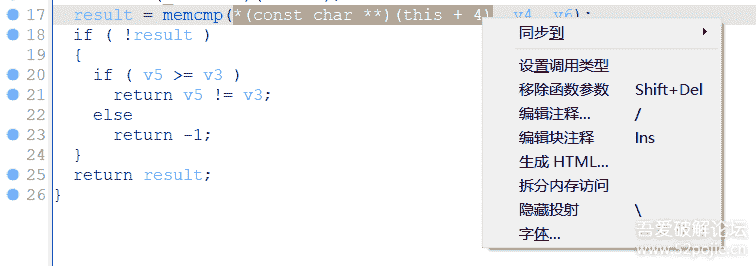 17 result = memcmp(*(const char **)(this + 4), v4, v6);
18 if ( !result )
19 {
20 if ( v5 >= v3 )
21 return v5 != v3;
22 else
23 return -1;
24 }
25 return result;
26 }
同步到
设置调用类型
移除函数参数 Shift+Del
编辑注释... /
编辑块注释 Ins
生成 HTML...
拆分内存访问
隐藏投射 \
字体...
吾爱破解论坛
www.52pojie.cn